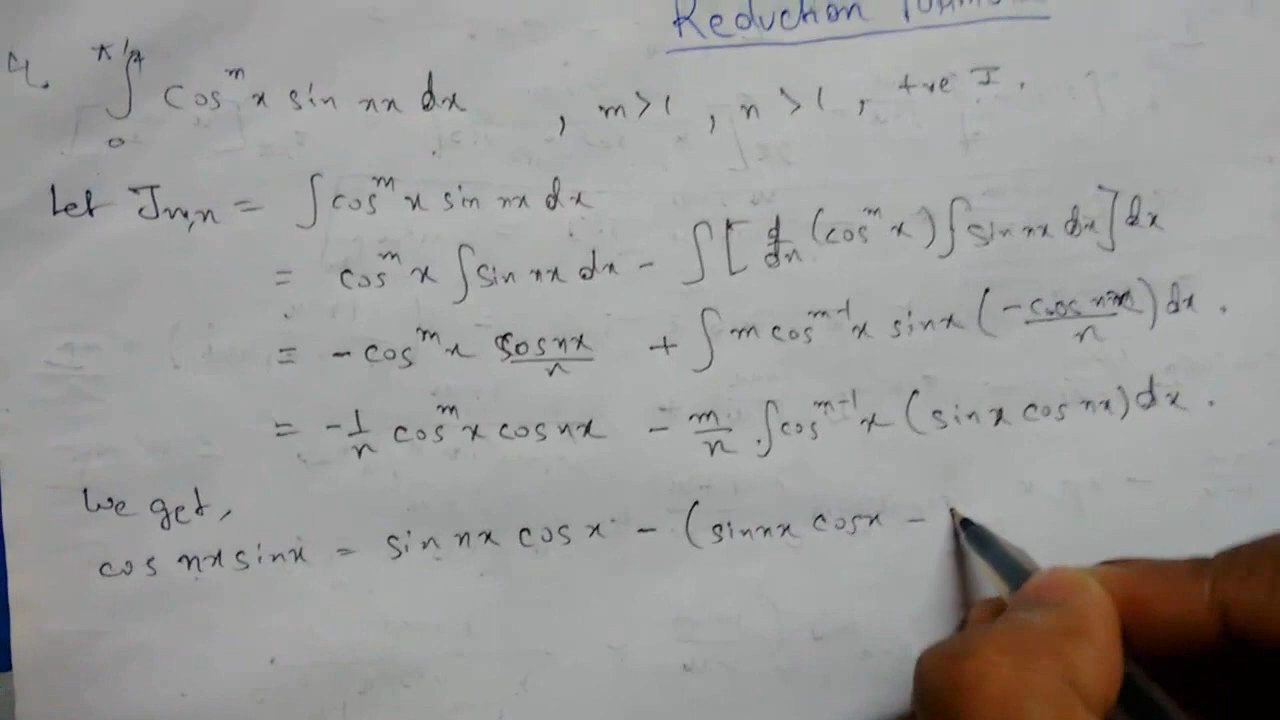 Reduction
4. ∫₀^(π/4) cos^m x sin nx dx , m>1, n>1, +ve I.
Let J_m,n = ∫cos^m x sin nx dx
= cos^m x ∫sin nx dx - ∫[d/dx (cos^m x) ∫sin nx dx] dx
= -cos^m x cos nx/n + ∫m cos^(m-1) x sin x (-cos nx/n) dx.
= -1/n cos^m x cos nx - m/n ∫cos^(m-1) x (sin x cos nx) dx.
We get,
cos nx sin x = sin nx cos x - (sin nx cos x -